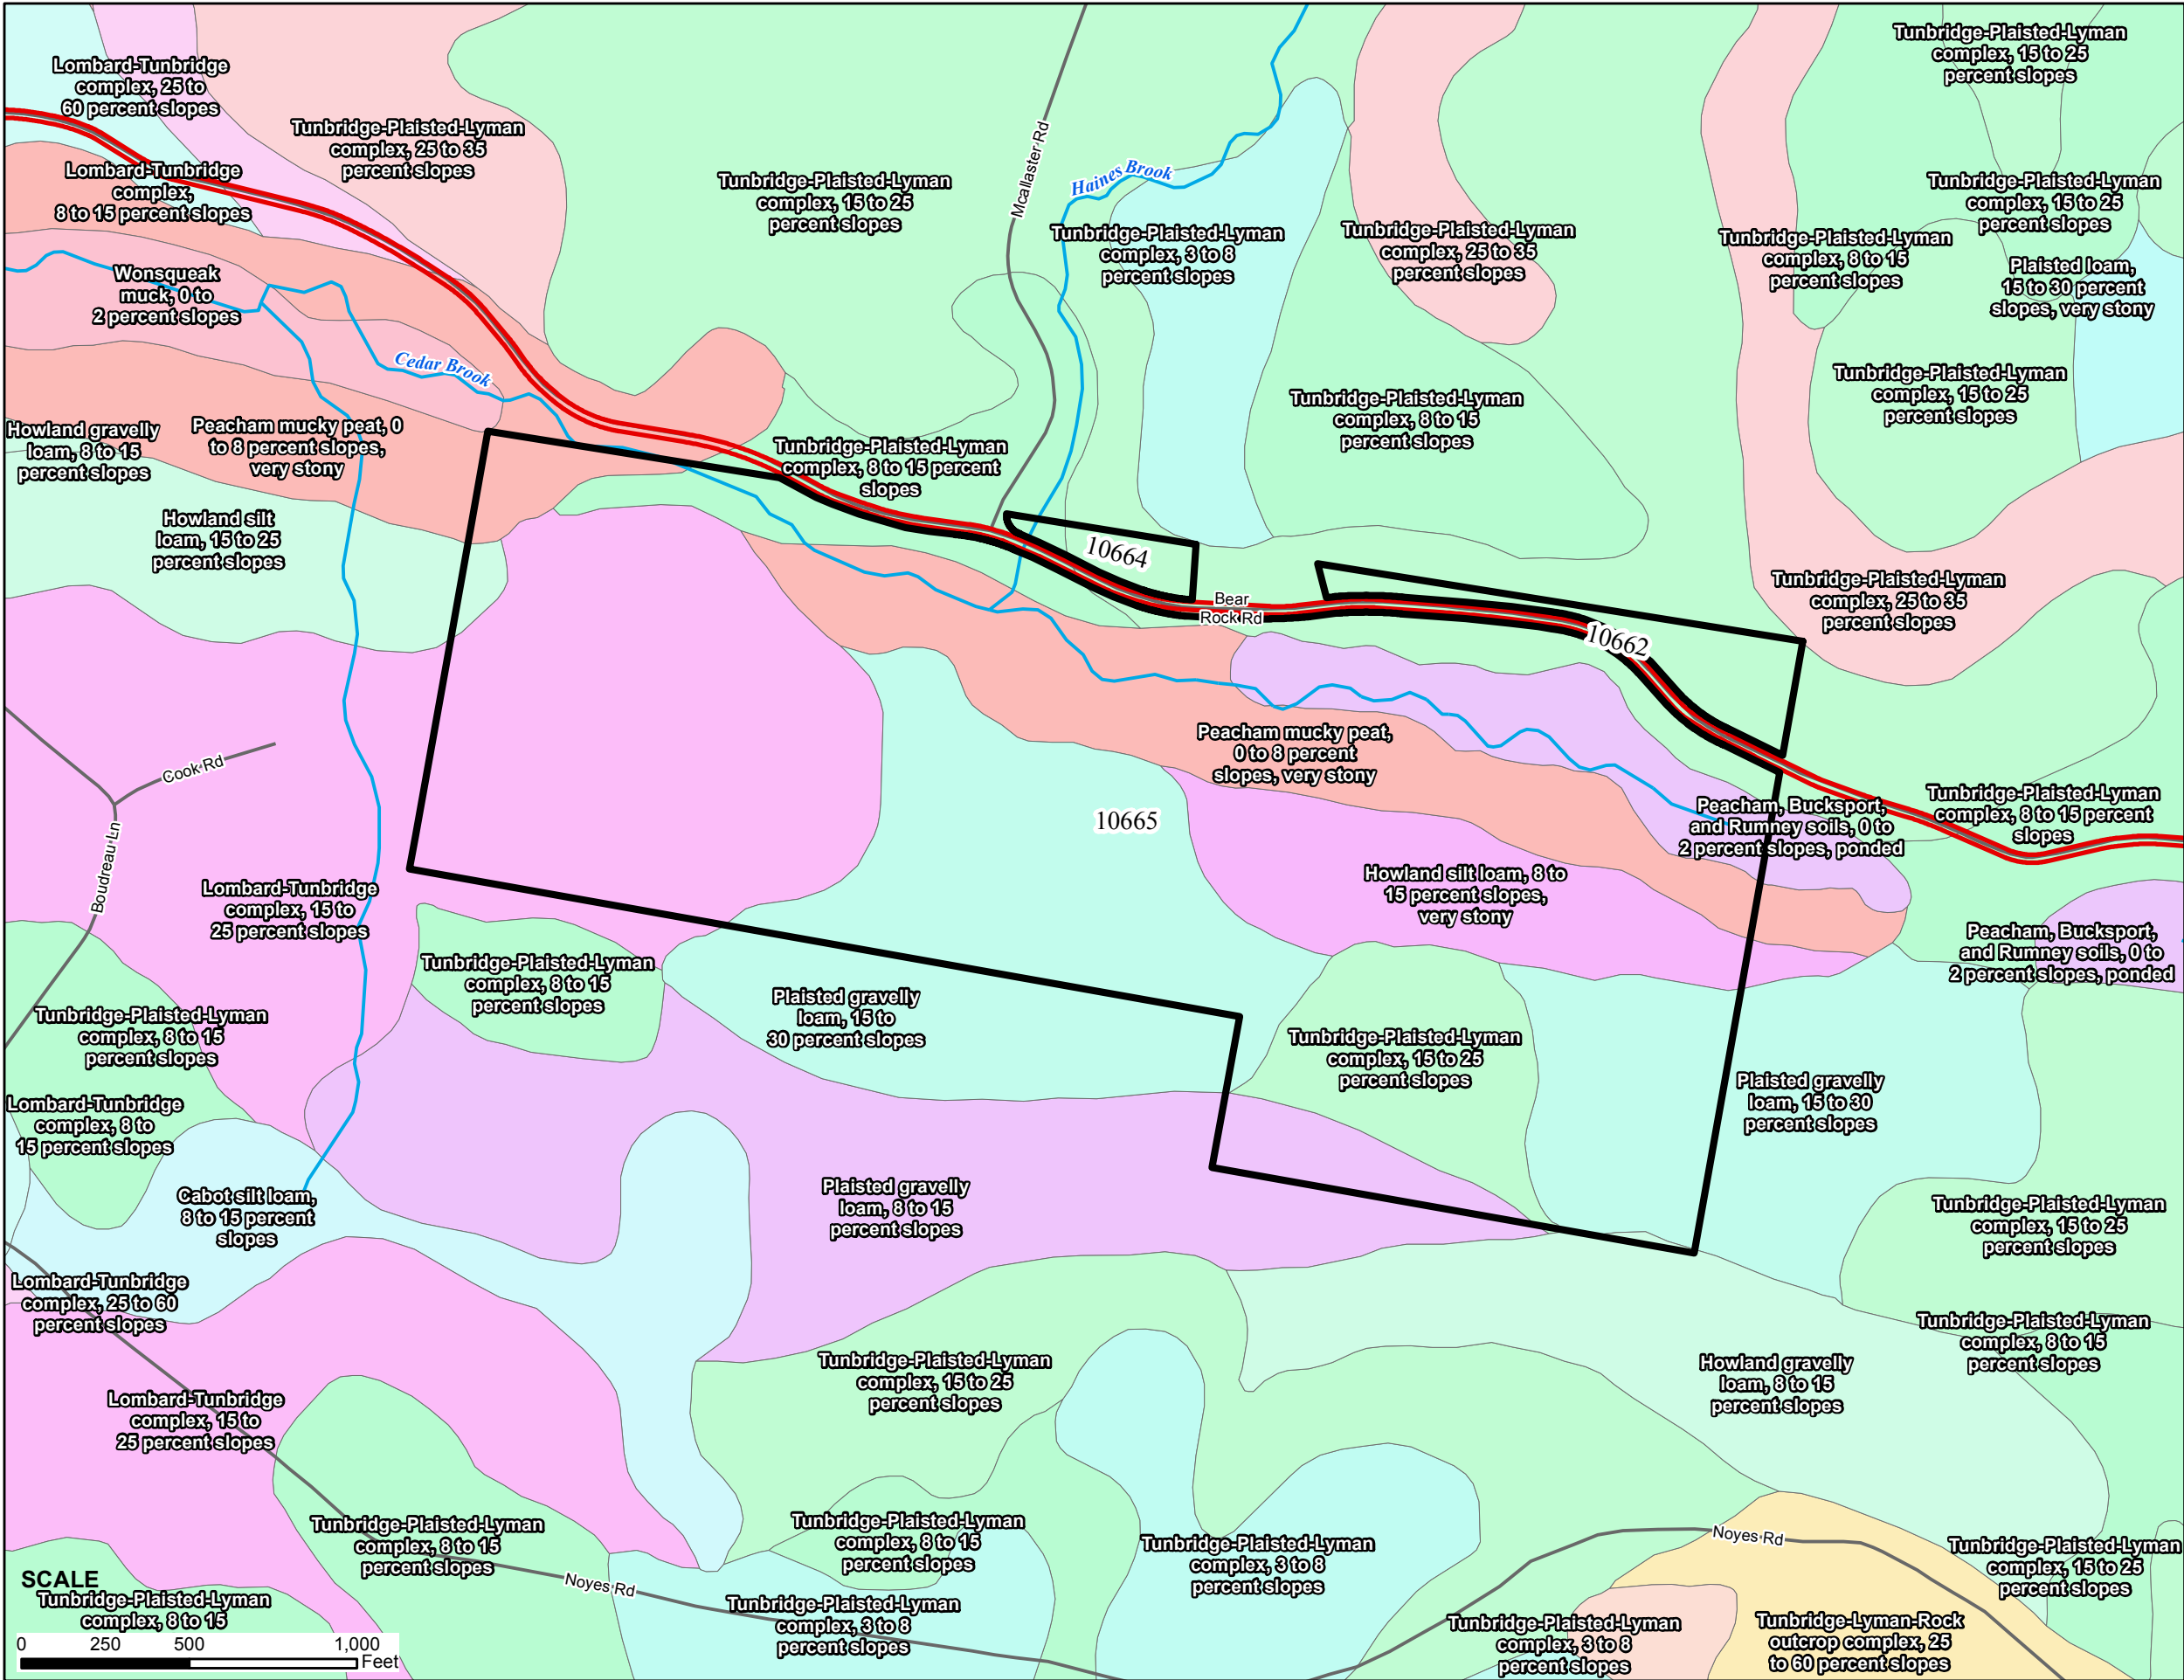 Lombard-Tunbridge
complex, 25 to
60 percent slopes
Tunbridge-Plaisted-Lyman
complex, 25 to 35
percent slopes
Lombard-Tunbridge
complex,
8 to 15 percent slopes
Tunbridge-Plaisted-Lyman
complex, 15 to 25
percent slopes
Mcallaster Rd
Haines Brook
Tunbridge-Plaisted-Lyman
complex, 3 to 8
percent slopes
Tunbridge-Plaisted-Lyman
complex, 25 to 35
percent slopes
Tunbridge-Plaisted-Lyman
complex, 15 to 25
percent slopes
Tunbridge-Plaisted-Lyman
complex, 15 to 25
percent slopes
Tunbridge-Plaisted-Lyman
complex, 8 to 15
percent slopes
Plaisted loam,
15 to 30 percent
slopes, very stony
Wonsqueak
muck, 0 to
2 percent slopes
Cedar Brook
Howland gravelly
loam, 8 to 15
percent slopes
Peacham mucky peat, 0
to 8 percent slopes,
very stony
Tunbridge-Plaisted-Lyman
complex, 8 to 15 percent
slopes
Tunbridge-Plaisted-Lyman
complex, 8 to 15
percent slopes
Tunbridge-Plaisted-Lyman
complex, 15 to 25
percent slopes
Howland silt
loam, 15 to 25
percent slopes
10664
Bear
Rock Rd
10662
Tunbridge-Plaisted-Lyman
complex, 25 to 35
percent slopes
Cook Rd
Boudreau Ln
Peacham mucky peat,
0 to 8 percent
slopes, very stony
10665
Peacham, Bucksport,
and Rumney soils, 0 to
2 percent slopes, ponded
Tunbridge-Plaisted-Lyman
complex, 8 to 15 percent
slopes
Lombard-Tunbridge
complex, 15 to
25 percent slopes
Howland silt loam, 8 to
15 percent slopes,
very stony
Peacham, Bucksport,
and Rumney soils, 0 to
2 percent slopes, ponded
Tunbridge-Plaisted-Lyman
complex, 8 to 15
percent slopes
Plaisted gravelly
loam, 15 to
30 percent slopes
Tunbridge-Plaisted-Lyman
complex, 8 to 15
percent slopes
Tunbridge-Plaisted-Lyman
complex, 15 to 25
percent slopes
Plaisted gravelly
loam, 15 to 30
percent slopes
Lombard-Tunbridge
complex, 8 to
15 percent slopes
Cabot silt loam,
8 to 15 percent
slopes
Plaisted gravelly
loam, 8 to 15
percent slopes
Tunbridge-Plaisted-Lyman
complex, 15 to 25
percent slopes
Lombard-Tunbridge
complex, 25 to 60
percent slopes
Tunbridge-Plaisted-Lyman
complex, 8 to 15
percent slopes
Tunbridge-Plaisted-Lyman
complex, 15 to 25
percent slopes
Howland gravelly
loam, 8 to 15
percent slopes
Lombard-Tunbridge
complex, 15 to
25 percent slopes
Tunbridge-Plaisted-Lyman
complex, 8 to 15
percent slopes
Tunbridge-Plaisted-Lyman
complex, 8 to 15
percent slopes
Tunbridge-Plaisted-Lyman
complex, 3 to 8
percent slopes
Noyes Rd
Tunbridge-Plaisted-Lyman
complex, 15 to 25
percent slopes
Noyes Rd
Tunbridge-Plaisted-Lyman
complex, 3 to 8
percent slopes
Tunbridge-Plaisted-Lyman
complex, 3 to 8
percent slopes
Tunbridge-Lyman-Rock
outcrop complex, 25
to 60 percent slopes
SCALE
Tunbridge-Plaisted-Lyman
complex, 8 to 15
0 250 500 1,000
Feet